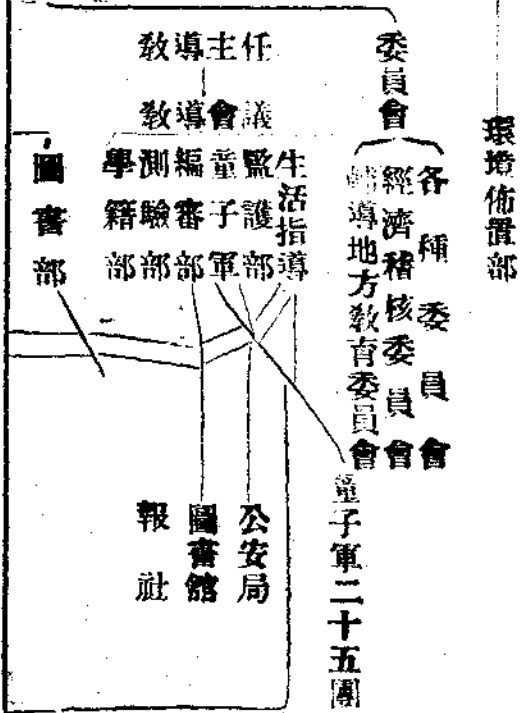 環境佈置部
委員會
各種委員會
經濟稽核委員會
輔導地方教育委員會
教導主任
教導會議
生活指導
監護部
童子軍
編審部
測驗部
學籍部
圖書部
童子軍二十五團
公安局
圖書館
報社